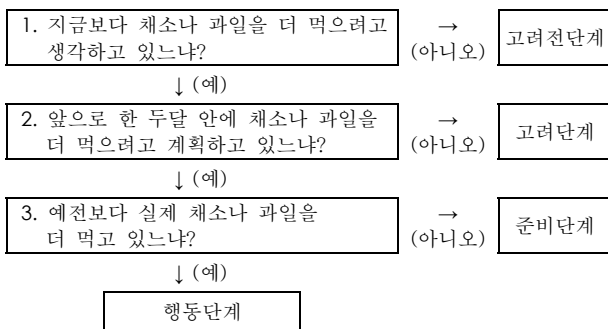 1. 지금보다 채소나 과일을 더 먹으려고
생각하고 있느냐?
→
(아니오)
고려전단계
↓ (예)
2. 앞으로 한 두달 안에 채소나 과일을
더 먹으려고 계획하고 있느냐?
→
(아니오)
고려단계
↓ (예)
3. 예전보다 실제 채소나 과일을
더 먹고 있느냐?
→
(아니오)
준비단계
↓ (예)
행동단계